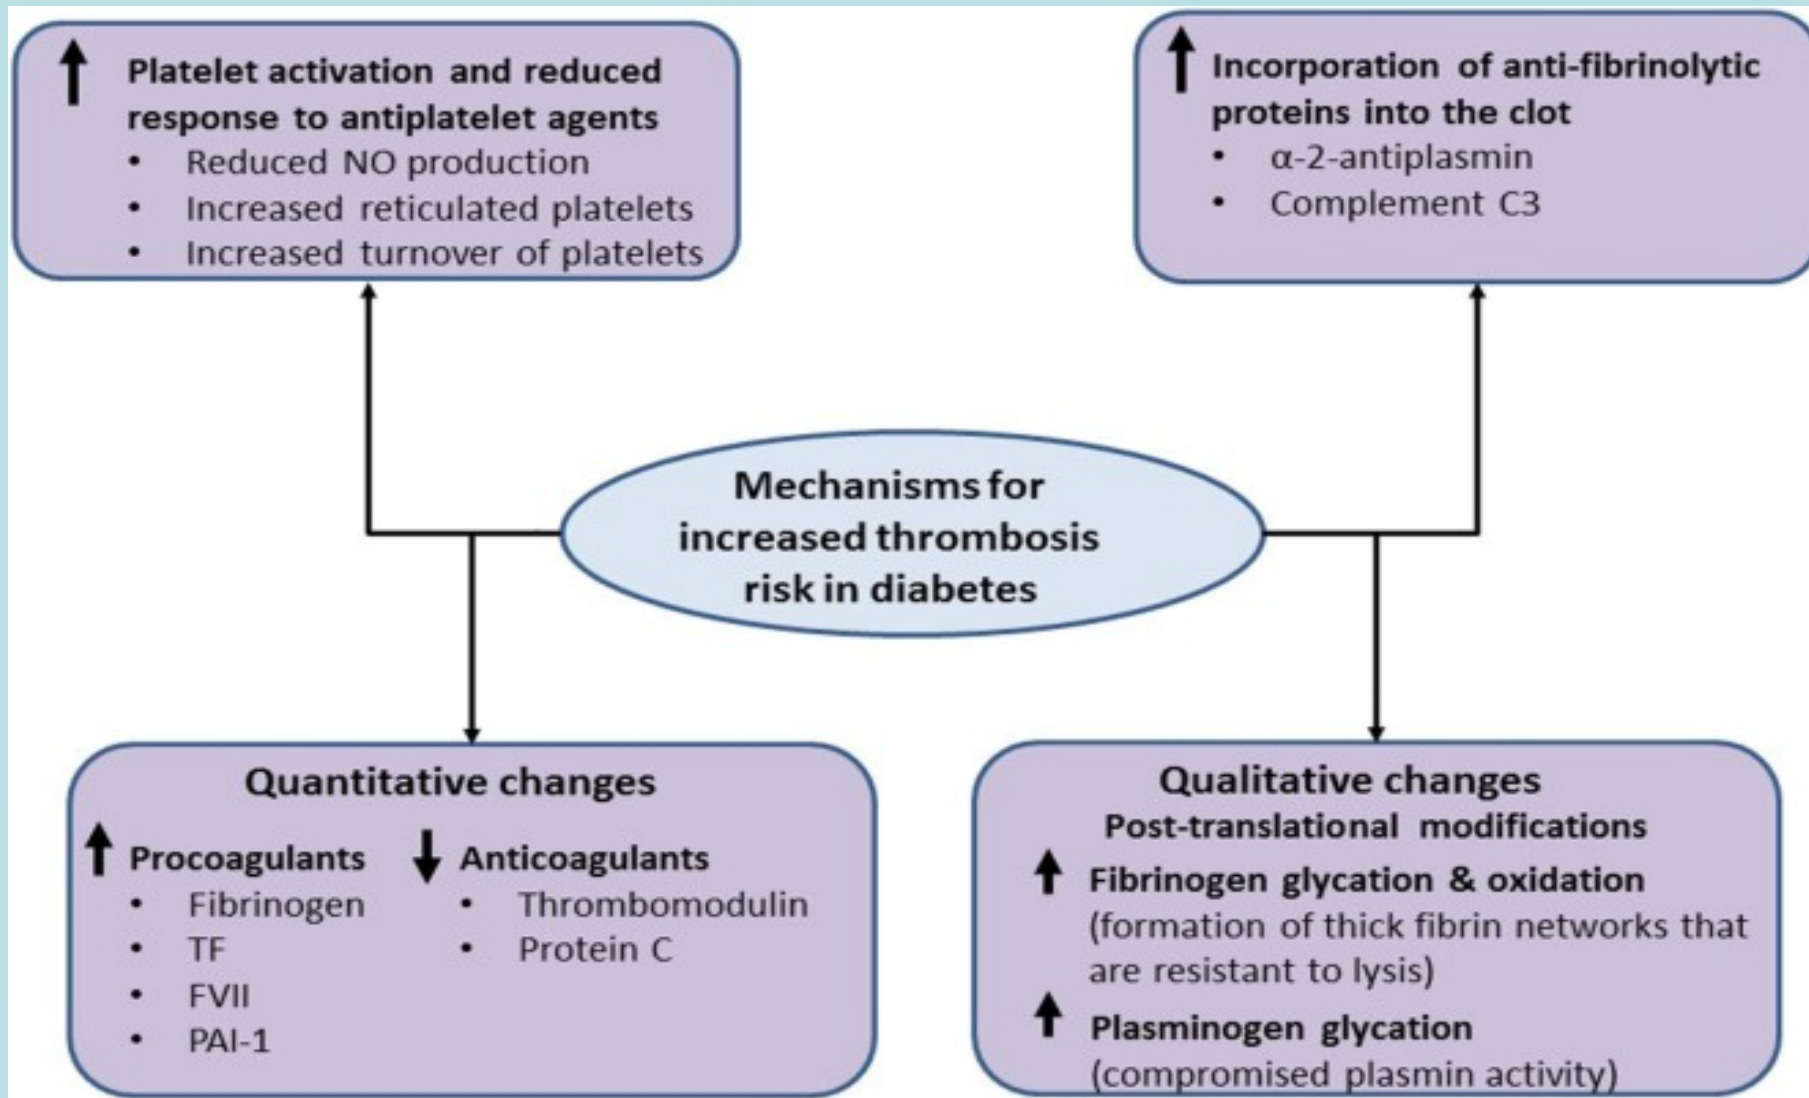 Platelet activation and reduced
response to antiplatelet agents
• Reduced NO production
• Increased reticulated platelets
• Increased turnover of platelets
Incorporation of anti-fibrinolytic
proteins into the clot
• α-2-antiplasmin
• Complement C3
Mechanisms for
increased thrombosis
risk in diabetes
Quantitative changes
Procoagulants
• Fibrinogen
• TF
• FVII
• PAI-1
Anticoagulants
• Thrombomodulin
• Protein C
Qualitative changes
Post-translational modifications
Fibrinogen glycation & oxidation
(formation of thick fibrin networks that
are resistant to lysis)
Plasminogen glycation
(compromised plasmin activity)